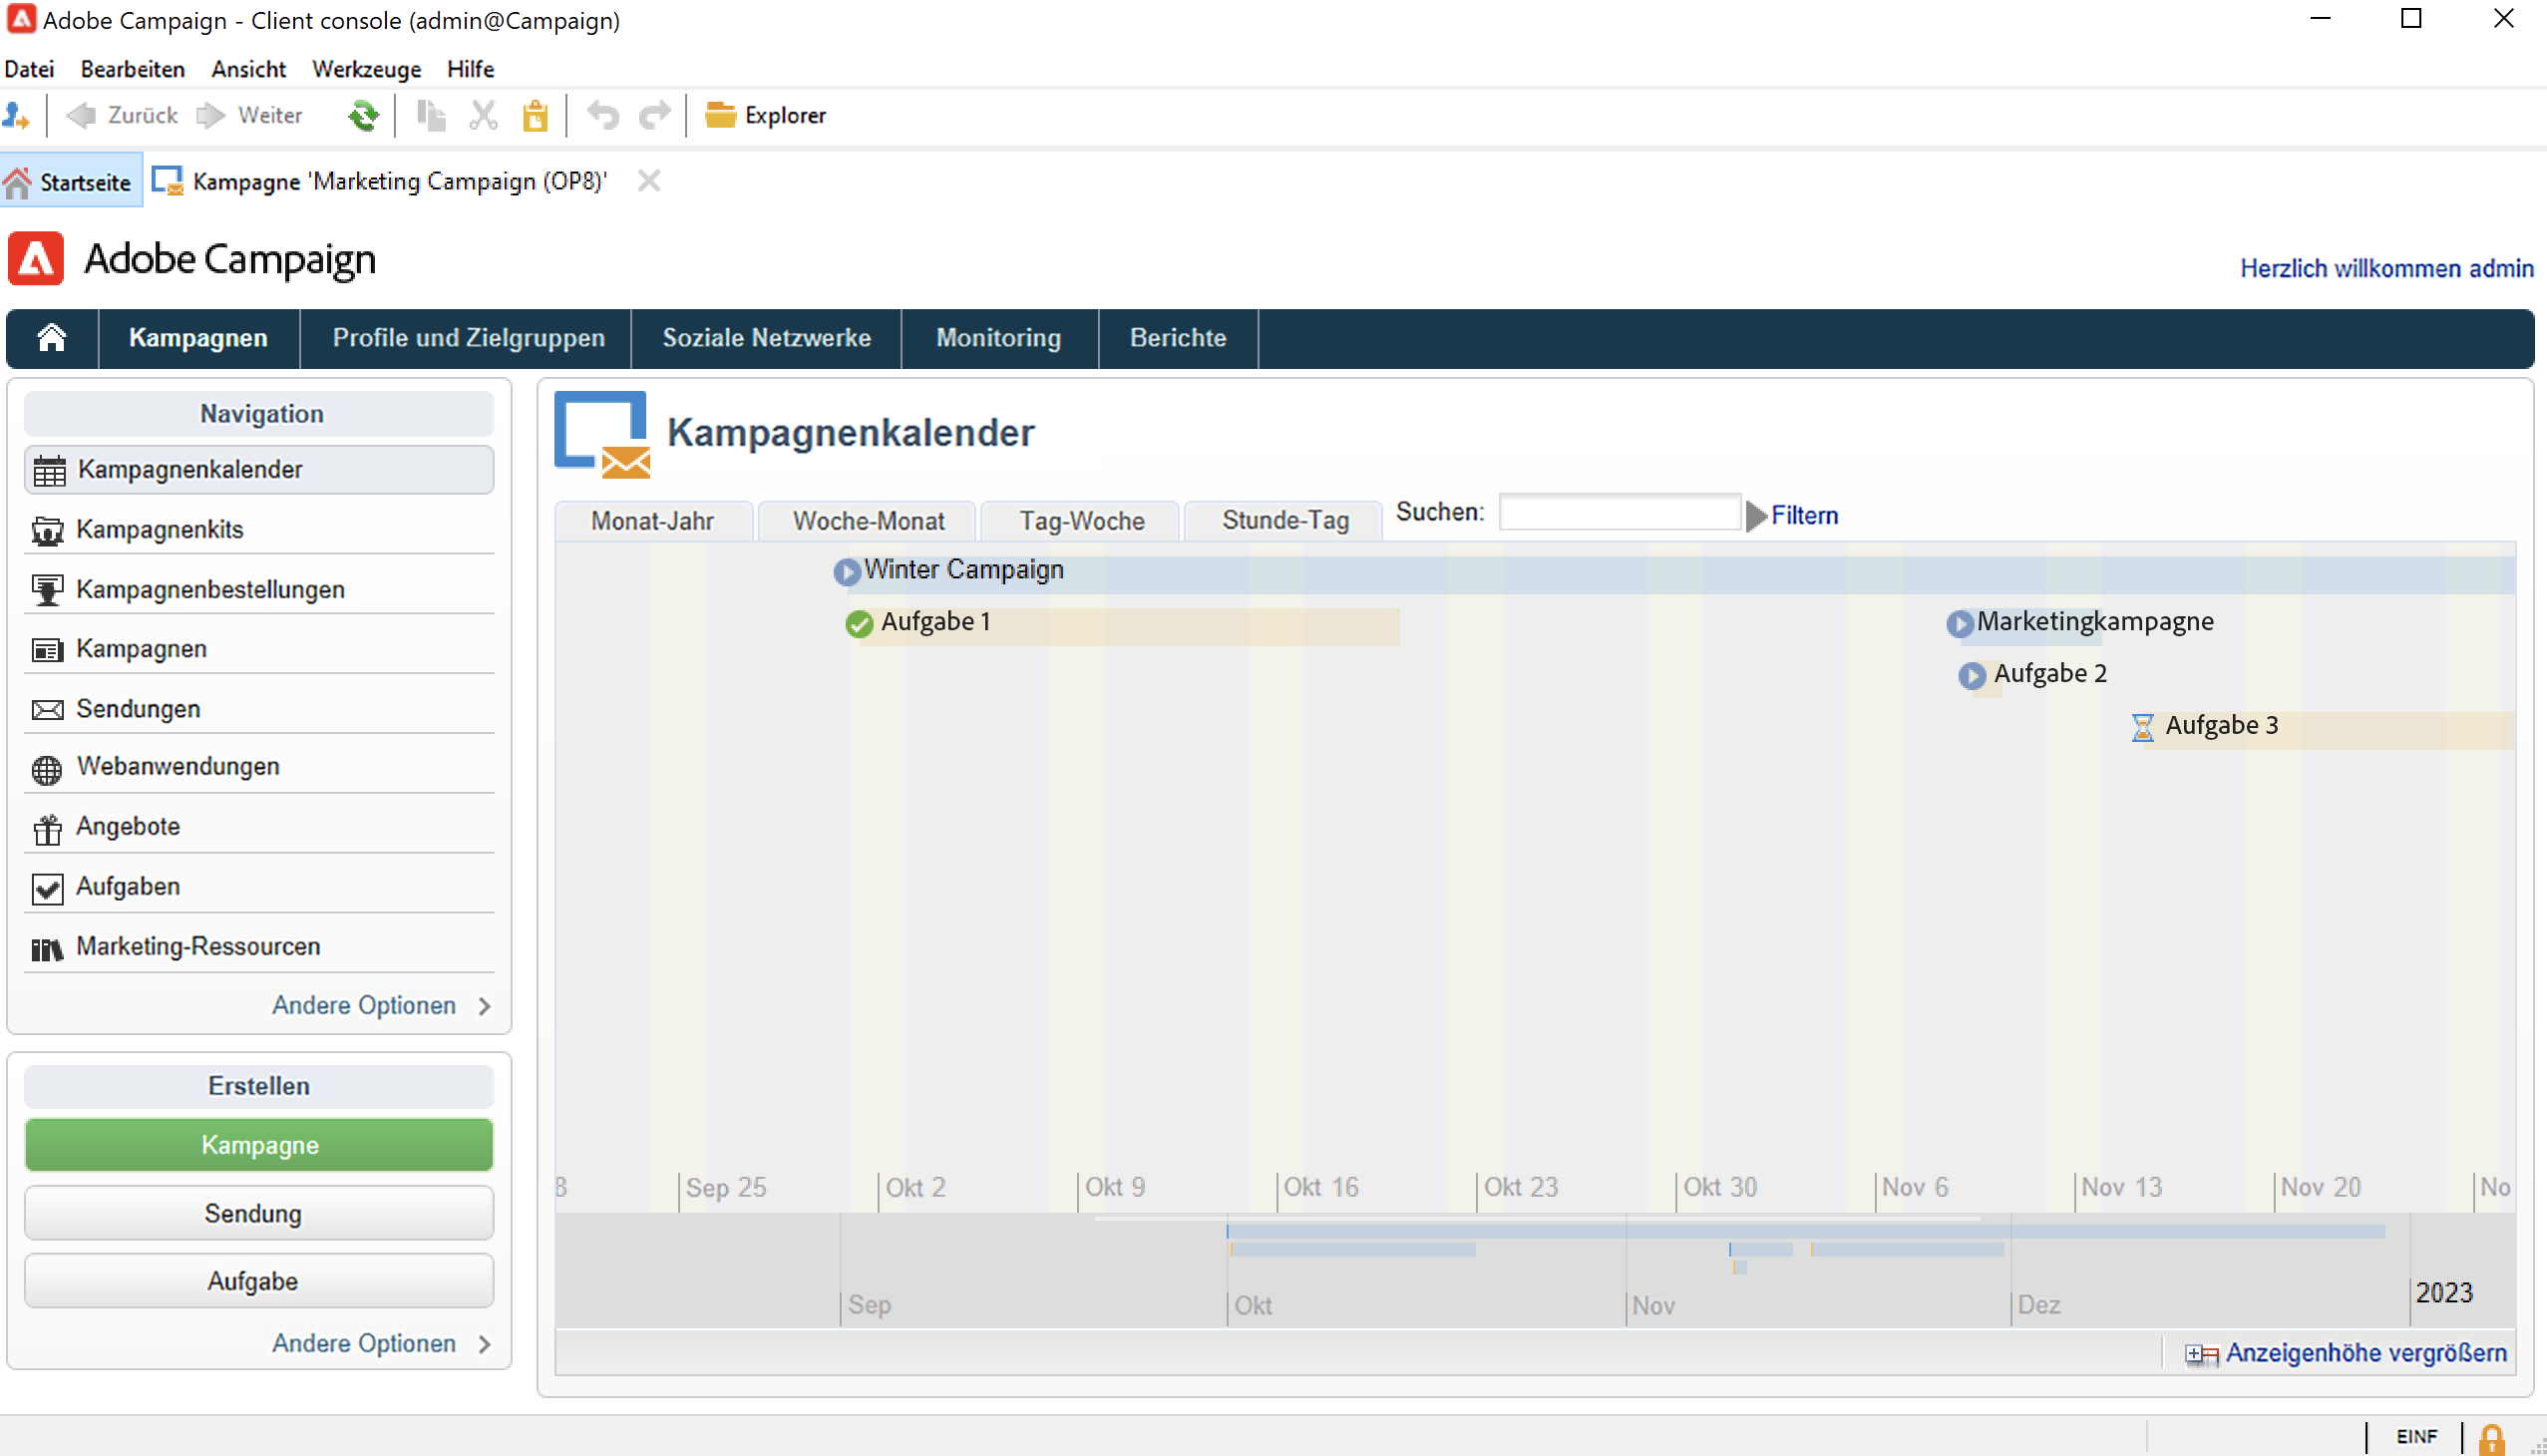 Adobe Campaign - Client console (admin@Campaign)
Datei Bearbeiten Ansicht Werkzeuge Hilfe
Zurück Weiter Explorer
Startseite Kampagne 'Marketing Campaign (OP8)'
Adobe Campaign
Herzlich willkommen admin
Kampagnen Profile und Zielgruppen Soziale Netzwerke Monitoring Berichte
Navigation
Kampagnenkalender
Kampagnenkits
Kampagnenbestellungen
Kampagnen
Sendungen
Webanwendungen
Angebote
Aufgaben
Marketing-Ressourcen
Andere Optionen
Erstellen
Kampagne
Sendung
Aufgabe
Andere Optionen
Kampagnenkalender
Monat-Jahr Woche-Monat Tag-Woche Stunde-Tag Suchen: Filtern
Winter Campaign
Aufgabe 1 Marketingkampagne
Aufgabe 2
Aufgabe 3
8 Sep 25 Okt 2 Okt 9 Okt 16 Okt 23 Okt 30 Nov 6 Nov 13 Nov 20 No
Sep Okt Nov Dez 2023
Anzeigenhöhe vergrößern
EINF